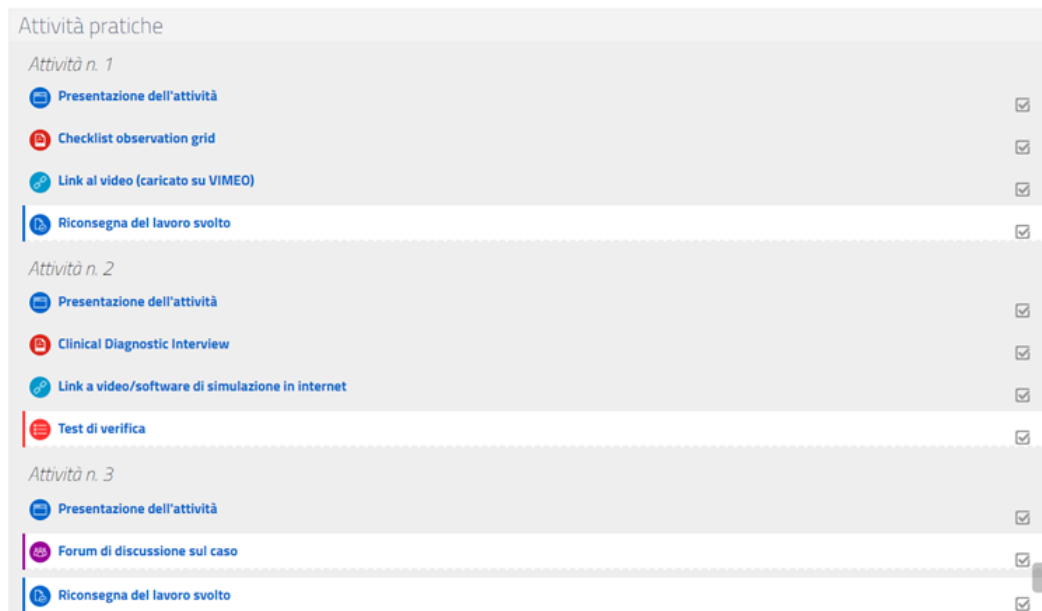 Attività pratiche
Attività n. 1
Presentazione dell'attività
Checklist observation grid
Link al video (caricato su VIMEO)
Riconsegna del lavoro svolto
Attività n. 2
Presentazione dell'attività
Clinical Diagnostic Interview
Link a video/software di simulazione in internet
Test di verifica
Attività n. 3
Presentazione dell'attività
Forum di discussione sul caso
Riconsegna del lavoro svolto